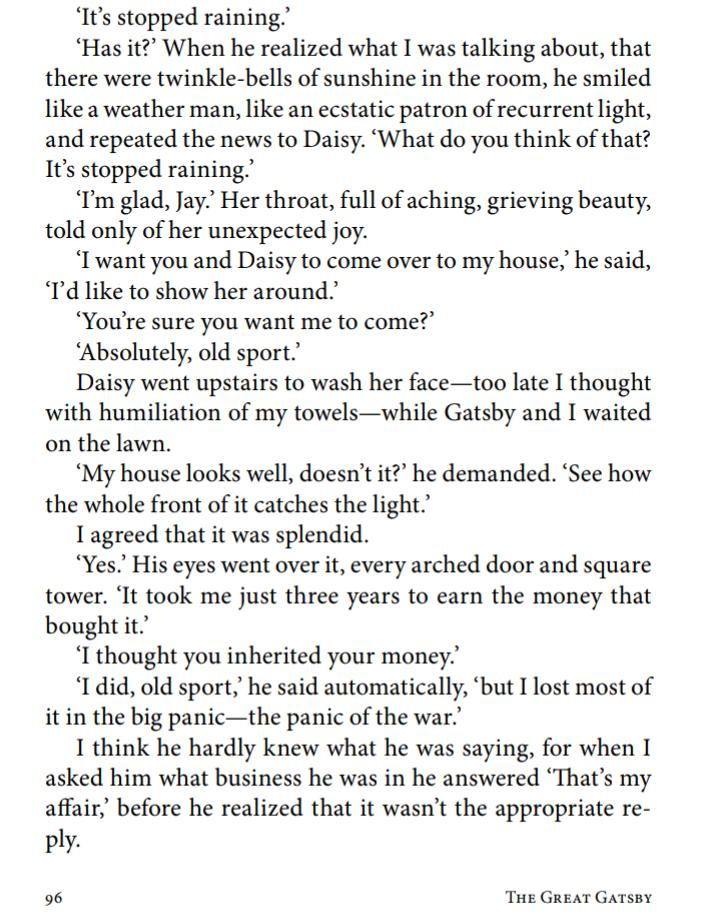 ‘It’s stopped raining.’
‘Has it?’ When he realized what I was talking about, that
there were twinkle-bells of sunshine in the room, he smiled
like a weather man, like an ecstatic patron of recurrent light,
and repeated the news to Daisy. ‘What do you think of that?
It’s stopped raining.’
‘I’m glad, Jay.’ Her throat, full of aching, grieving beauty,
told only of her unexpected joy.
‘I want you and Daisy to come over to my house,’ he said,
‘I’d like to show her around.’
‘You’re sure you want me to come?’
‘Absolutely, old sport.’
Daisy went upstairs to wash her face—too late I thought
with humiliation of my towels—while Gatsby and I waited
on the lawn.
‘My house looks well, doesn’t it?’ he demanded. ‘See how
the whole front of it catches the light.’
I agreed that it was splendid.
‘Yes.’ His eyes went over it, every arched door and square
tower. ‘It took me just three years to earn the money that
bought it.’
‘I thought you inherited your money.’
‘I did, old sport,’ he said automatically, ‘but I lost most of
it in the big panic—the panic of the war.’
I think he hardly knew what he was saying, for when I
asked him what business he was in he answered ‘That’s my
affair,’ before he realized that it wasn’t the appropriate re-
ply.
96 The Great Gatsby